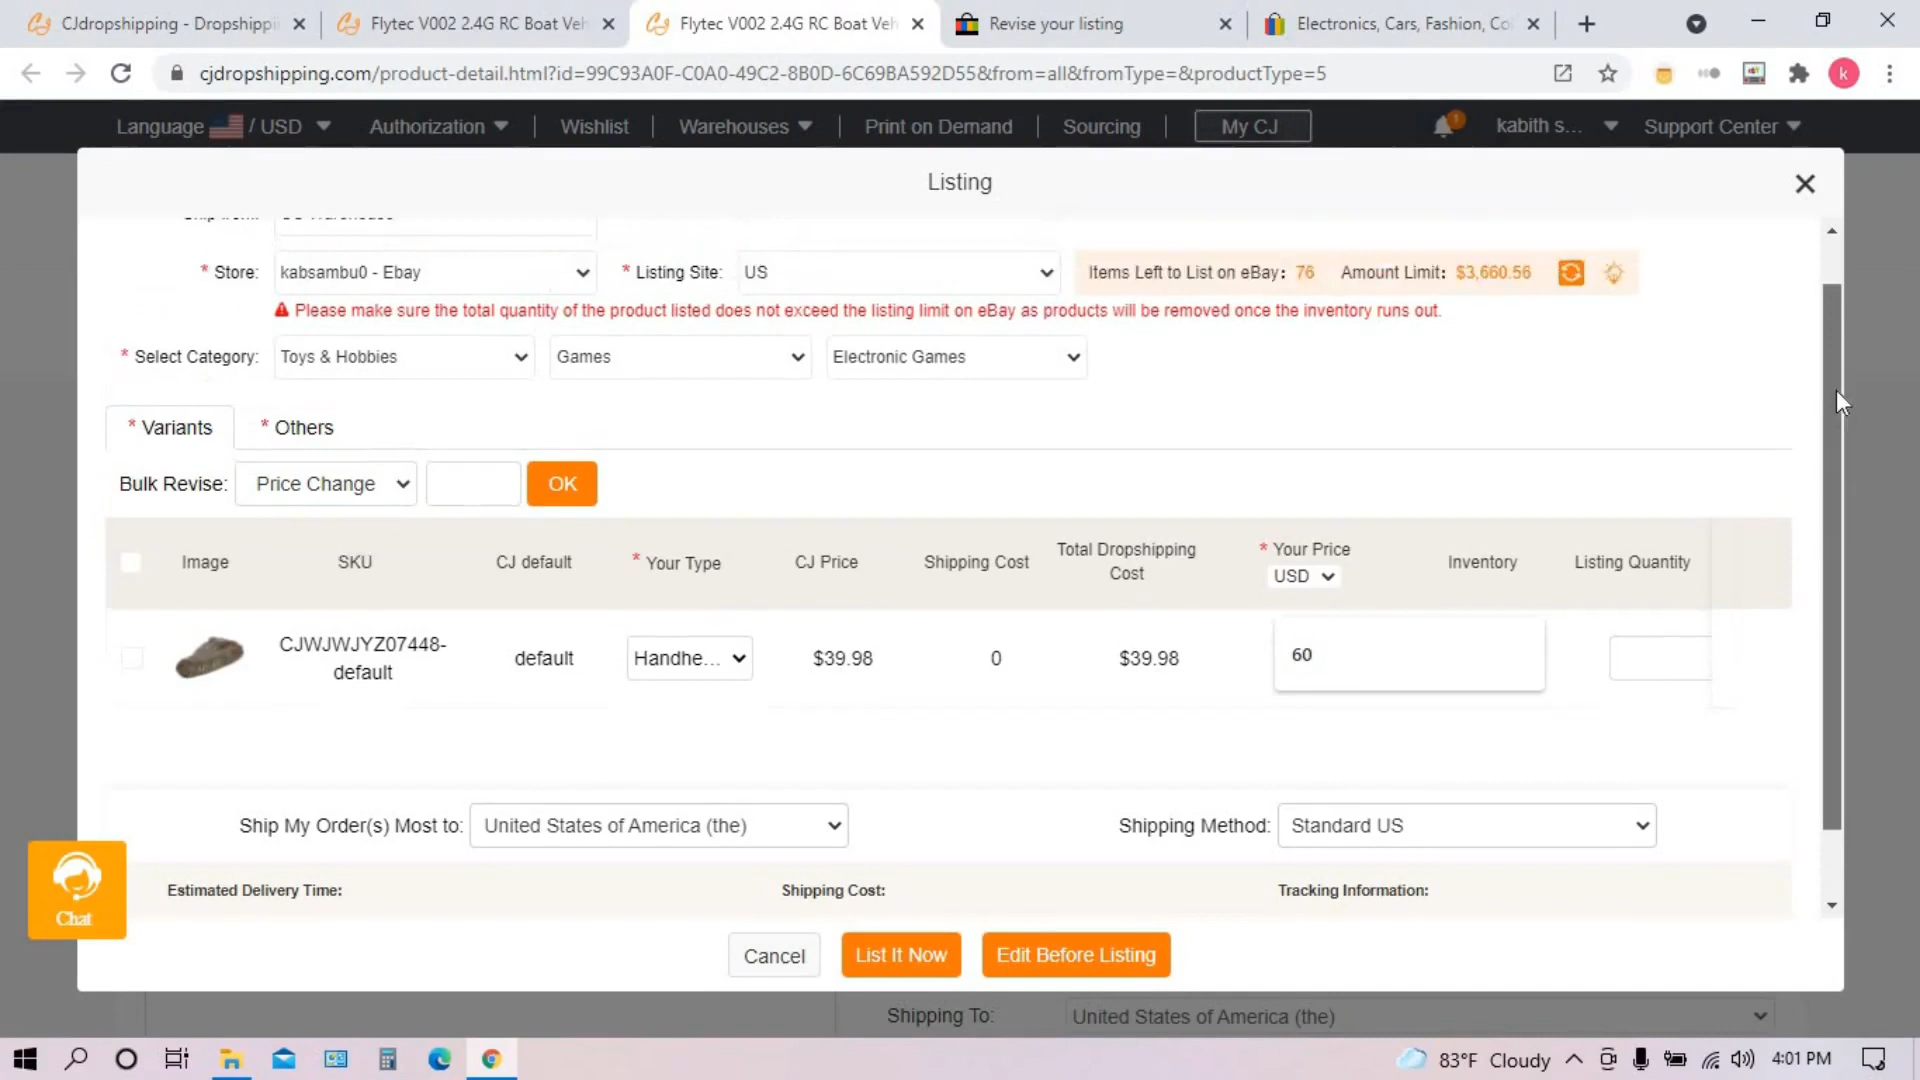 CJdropshipping - Dropshippi
Flytec V002 2.4G RC Boat Veh
Flytec V002 2.4G RC Boat Veh
Revise your listing
Electronics, Cars, Fashion, Co
cjdropshipping.com/product-detail.html?id=99C93A0F-C0A0-49C2-8B0D-6C69BA592D55&from=all&fromType=&productType=5
k
Language / USD
Authorization
Wishlist
Warehouses
Print on Demand
Sourcing
My CJ
1
kabith s...
Support Center
Listing
* Store: kabsambu0 - Ebay
* Listing Site: US
Items Left to List on eBay: 76 Amount Limit: $3,660.56
Please make sure the total quantity of the product listed does not exceed the listing limit on eBay as products will be removed once the inventory runs out.
* Select Category: Toys & Hobbies Games Electronic Games
* Variants * Others
Bulk Revise: Price Change OK
Image SKU CJ default * Your Type CJ Price Shipping Cost Total Dropshipping Cost * Your Price USD Inventory Listing Quantity
CJWJWJYZ07448-
default
default Handhe... $39.98 0 $39.98 60
Ship My Order(s) Most to: United States of America (the)
Shipping Method: Standard US
Estimated Delivery Time: Shipping Cost: Tracking Information:
Chat
Cancel List It Now Edit Before Listing
Shipping To: United States of America (the)
83°F Cloudy
4:01 PM